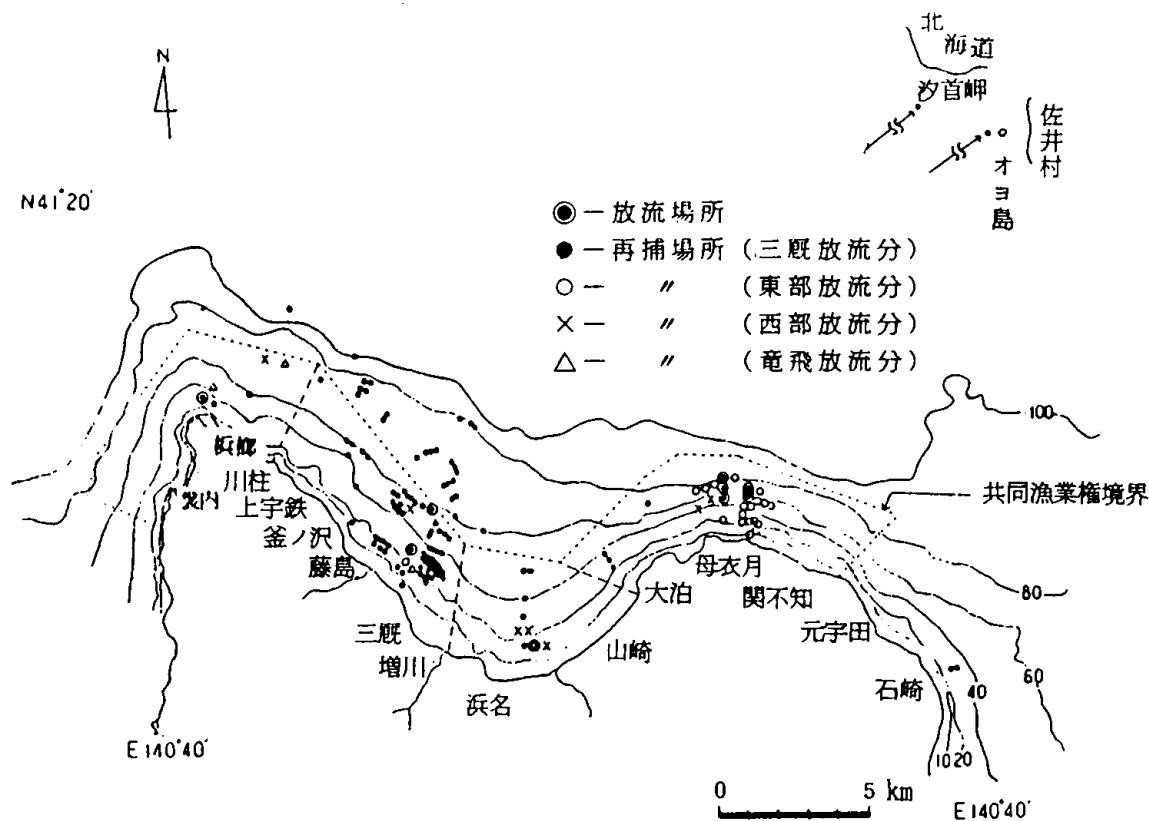 北
海道
汐首岬
佐井村
オヨ島
N
N41°20'
◉ー放流場所
●ー再捕場所(三厩放流分)
○ー 〃 (東部放流分)
×ー 〃 (西部放流分)
△ー 〃 (竜飛放流分)
100
共同漁業権境界
川柱
上宇鉄
釜ノ沢
藤島
三厩
増川
浜名
山崎
大泊
母衣月
関不知
元宇田
石崎
80
60
40
10 20
E140°40'
0 5 km
E140°40'